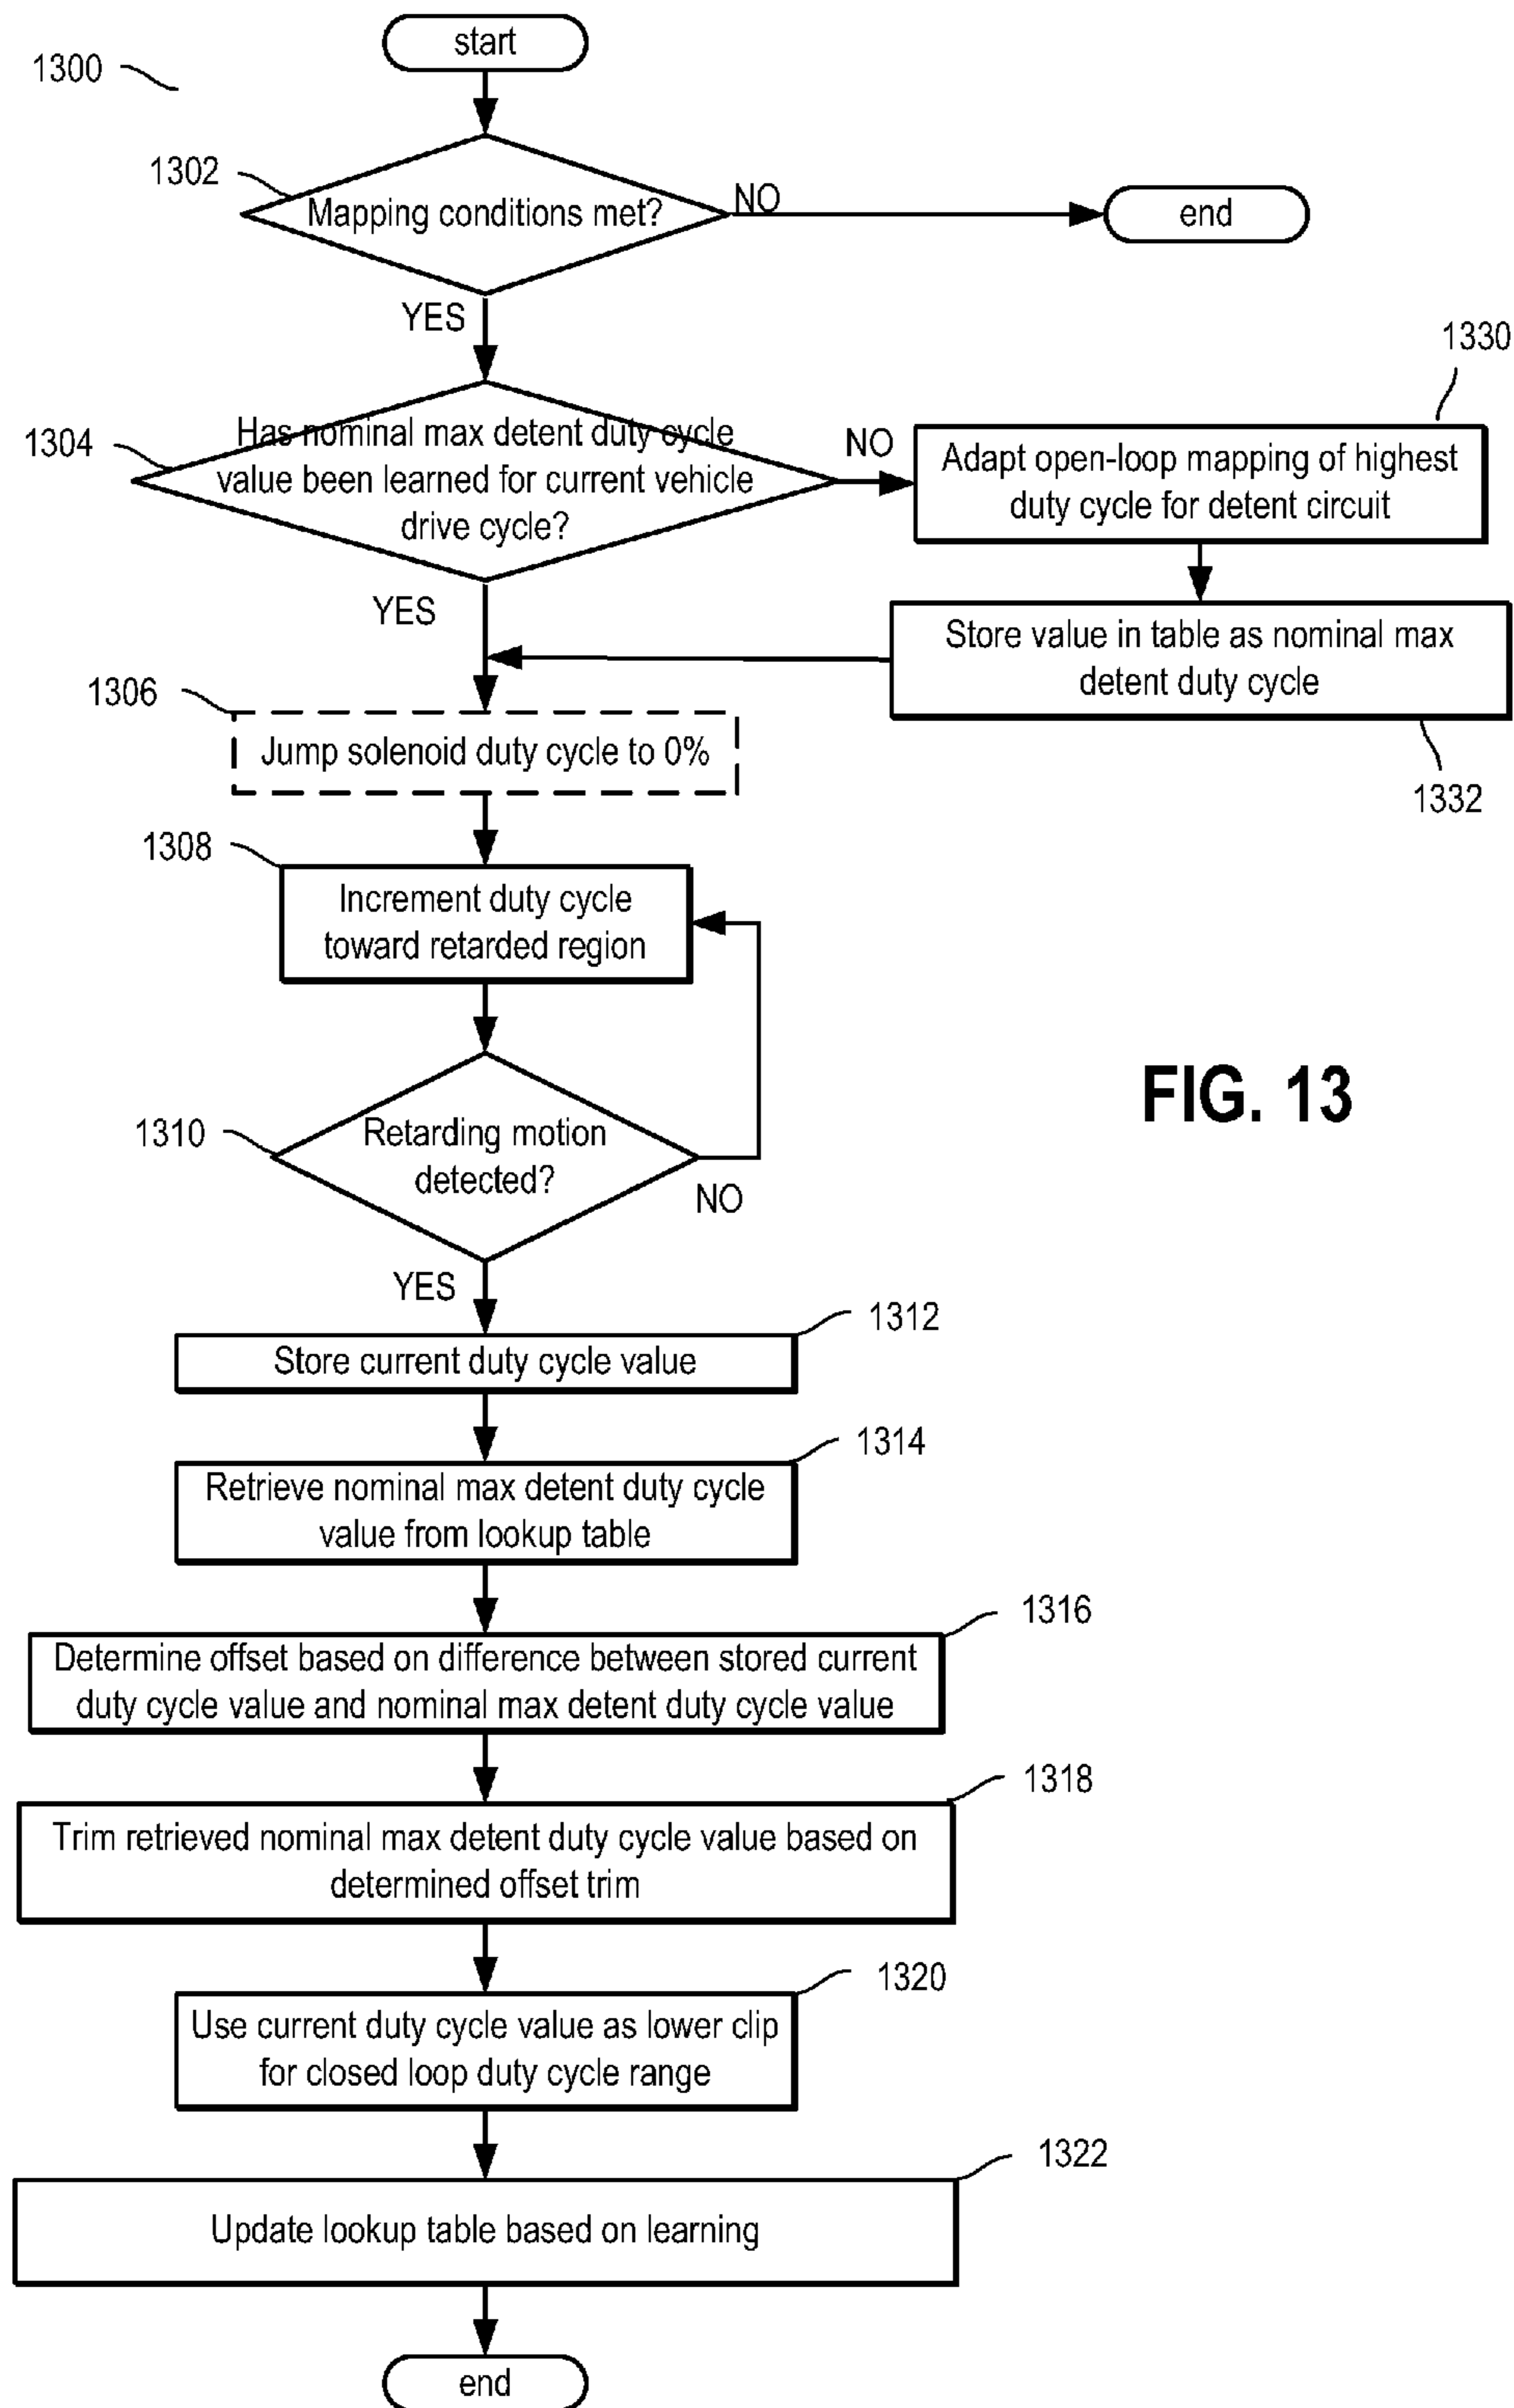 start
1300
1302
Mapping conditions met?
NO
end
YES
1330
1304
Has nominal max detent duty cycle
value been learned for current vehicle
drive cycle?
NO
Adapt open-loop mapping of highest
duty cycle for detent circuit
YES
Store value in table as nominal max
detent duty cycle
1332
1306
Jump solenoid duty cycle to 0%
1308
Increment duty cycle
toward retarded region
1310
Retarding motion
detected?
NO
FIG. 13
YES
1312
Store current duty cycle value
1314
Retrieve nominal max detent duty cycle
value from lookup table
1316
Determine offset based on difference between stored current
duty cycle value and nominal max detent duty cycle value
1318
Trim retrieved nominal max detent duty cycle value based on
determined offset trim
1320
Use current duty cycle value as lower clip
for closed loop duty cycle range
1322
Update lookup table based on learning
end